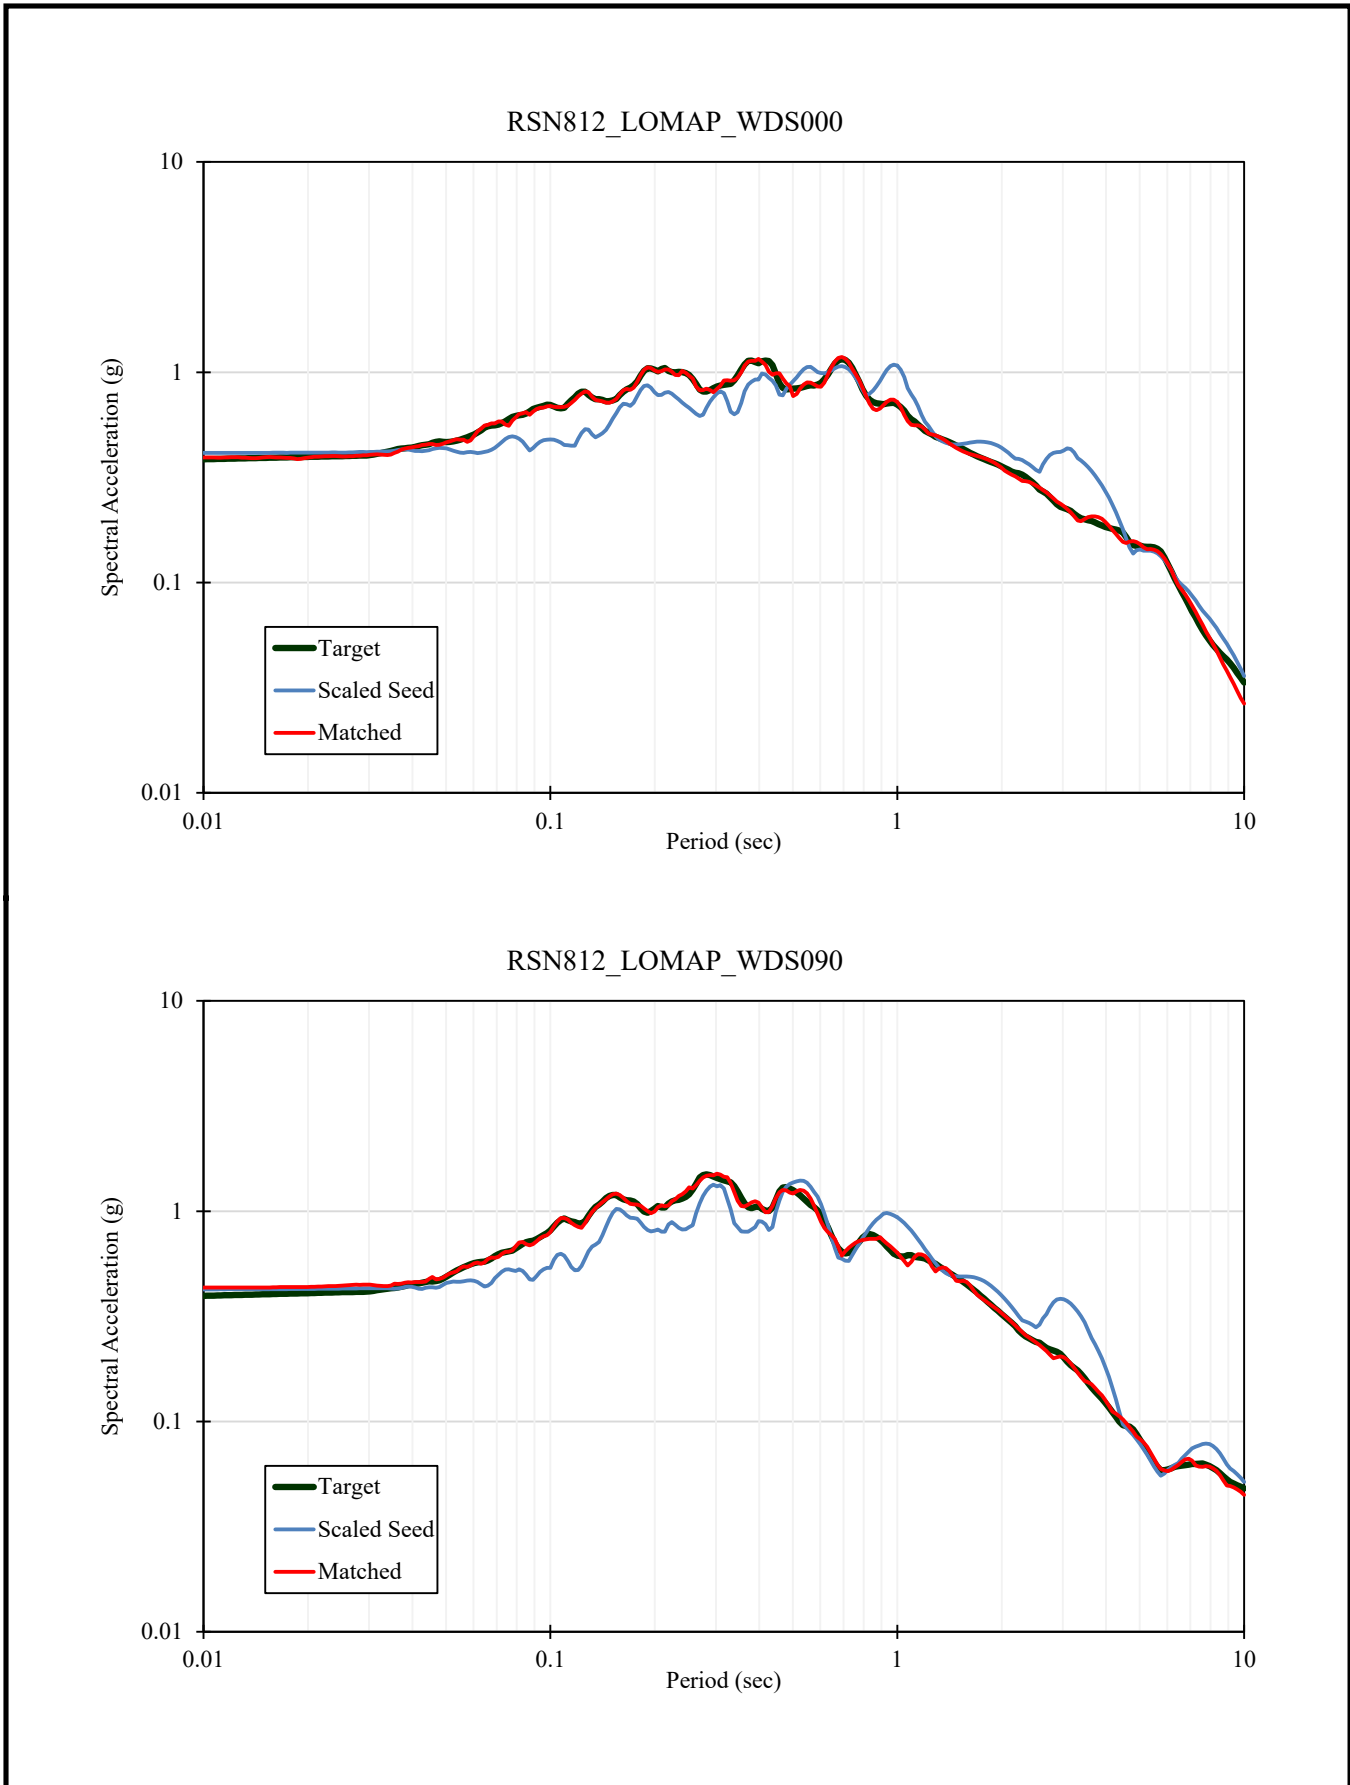 RSN812_LOMAP_WDS000
10
1
0.1
0.01
Spectral Acceleration (g)
Target
Scaled Seed
Matched
0.01
0.1
1
10
Period (sec)
RSN812_LOMAP_WDS090
10
1
0.1
0.01
Spectral Acceleration (g)
Target
Scaled Seed
Matched
0.01
0.1
1
10
Period (sec)